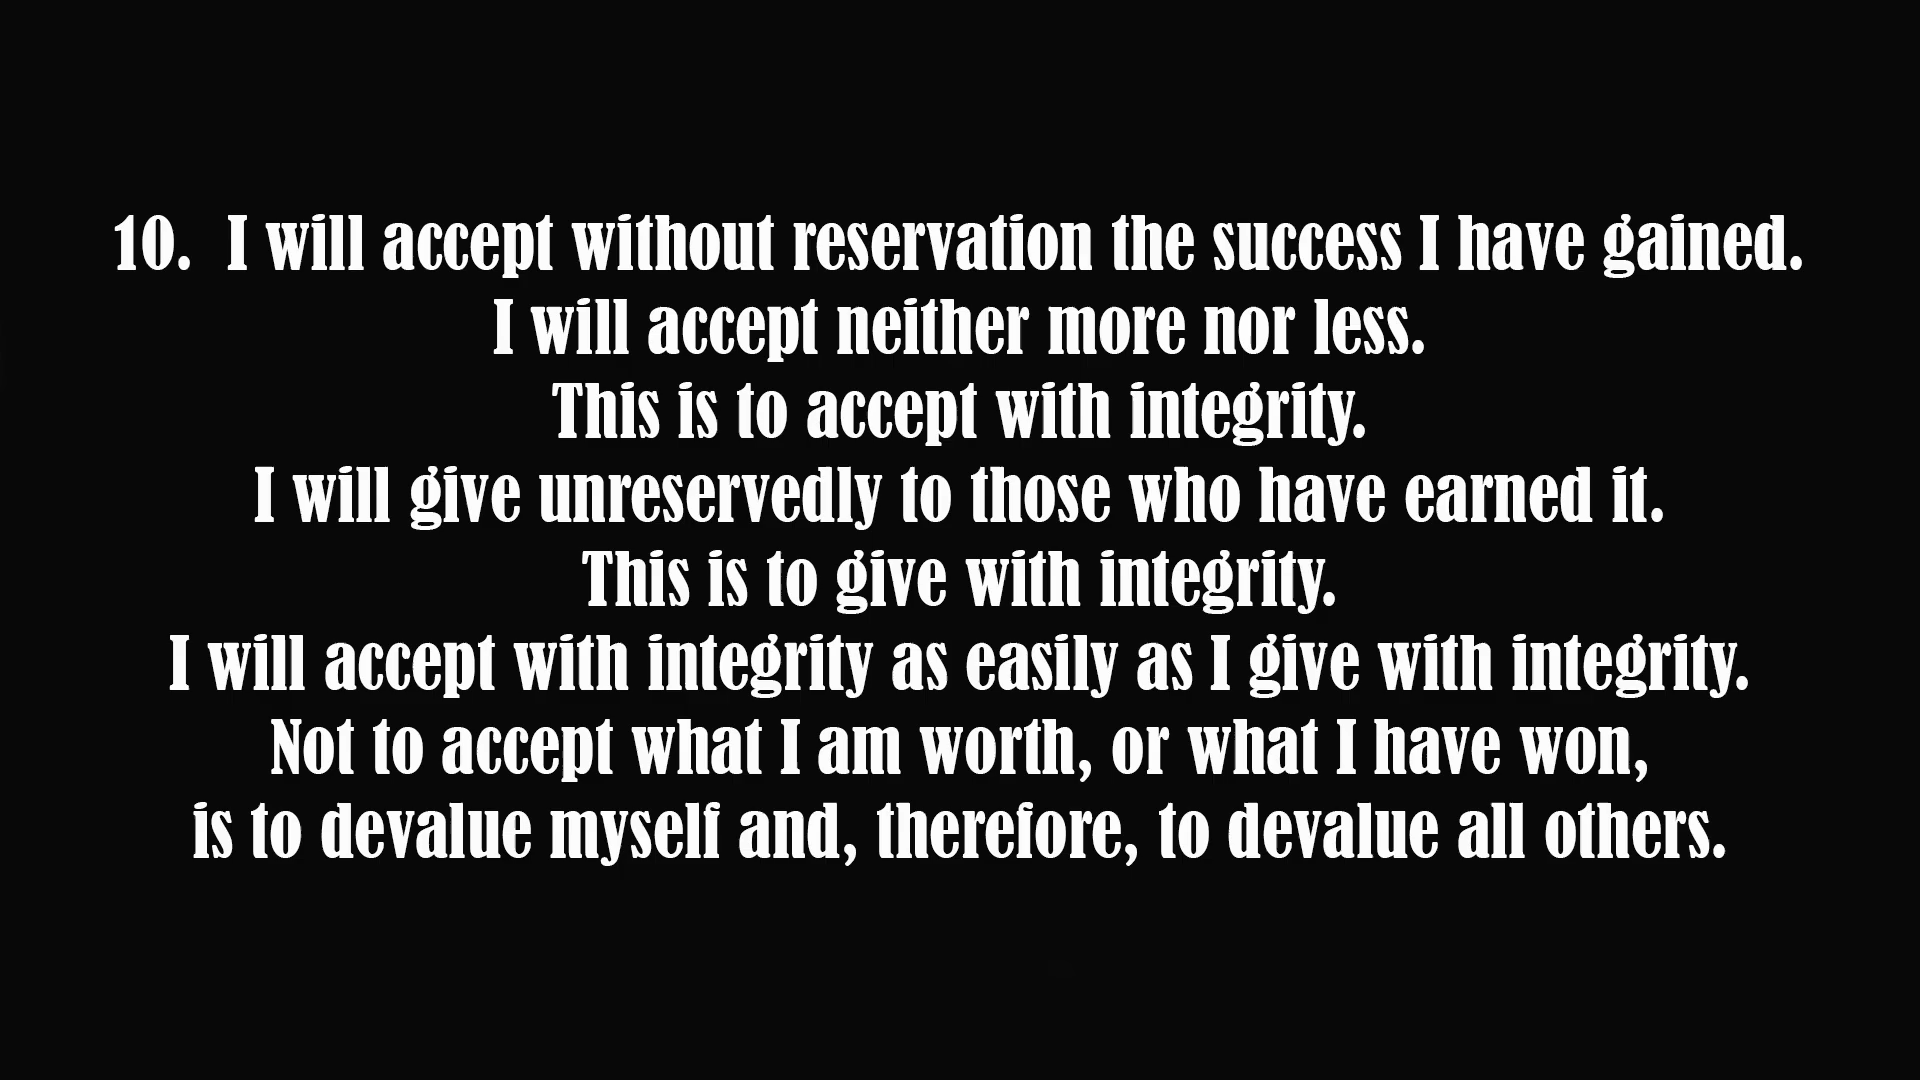 10.  I will accept without reservation the success I have gained.
I will accept neither more nor less.
This is to accept with integrity.
I will give unreservedly to those who have earned it.
This is to give with integrity.
I will accept with integrity as easily as I give with integrity.
Not to accept what I am worth, or what I have won,
is to devalue myself and, therefore, to devalue all others.